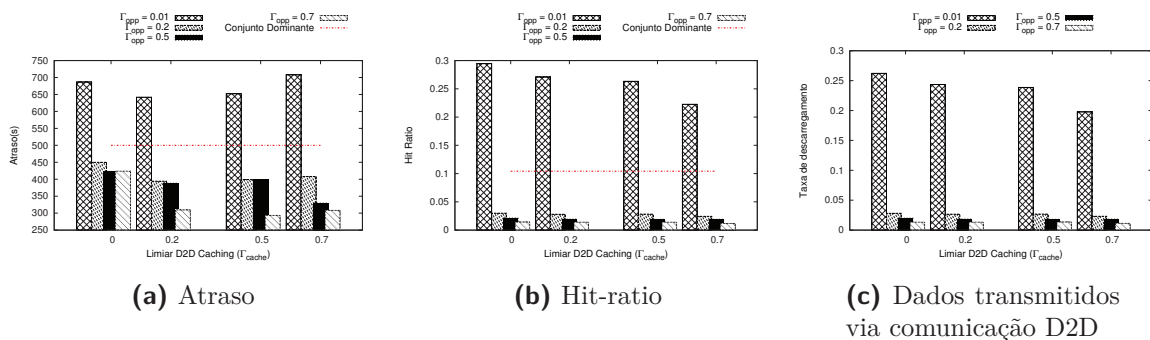 Γopp = 0.01
Γopp = 0.2
Γopp = 0.5
Γopp = 0.7
Conjunto Dominante
Atraso(s)
750
700
650
600
550
500
450
400
350
300
250
0 0.2 0.5 0.7
Limiar D2D Caching (Γcache)
(a) Atraso
Γopp = 0.01
Γopp = 0.2
Γopp = 0.5
Γopp = 0.7
Conjunto Dominante
Hit Ratio
0.3
0.25
0.2
0.15
0.1
0.05
0
0 0.2 0.5 0.7
Limiar D2D Caching (Γcache)
(b) Hit-ratio
Γopp = 0.01
Γopp = 0.2
Γopp = 0.5
Γopp = 0.7
Taxa de descarregamento
0.3
0.25
0.2
0.15
0.1
0.05
0
0 0.2 0.5 0.7
Limiar D2D Caching (Γcache)
(c) Dados transmitidos
via comunicação D2D